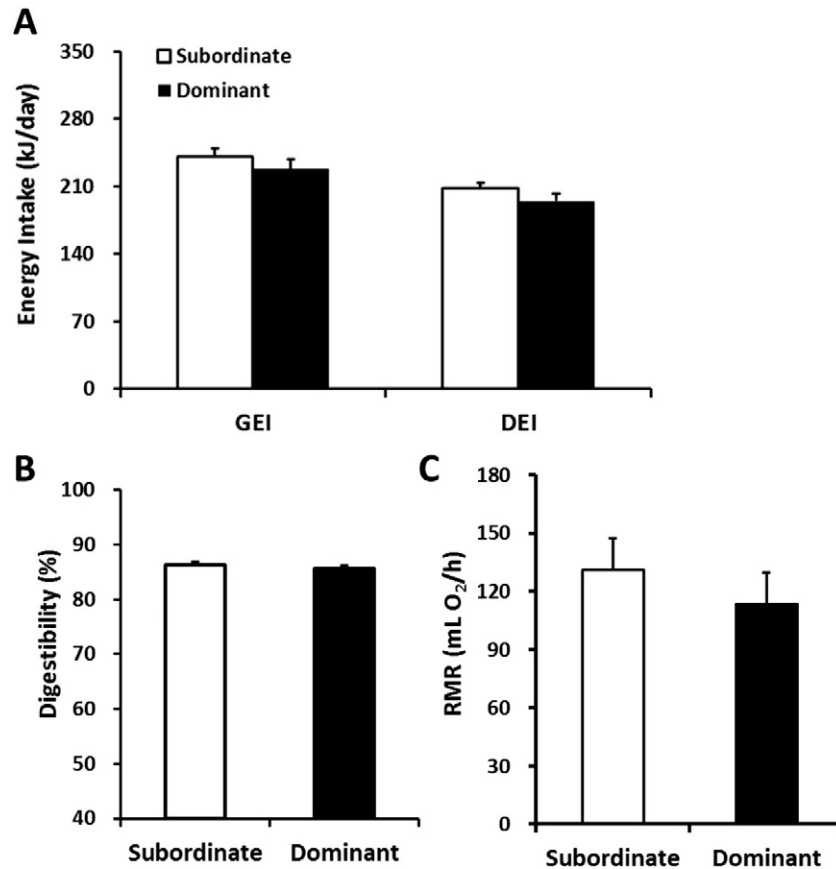 A
Energy Intake (kJ/day)
350
280
210
140
70
0
Subordinate
Dominant
GEI DEI
B
Digestibility (%)
100
90
80
70
60
50
40
Subordinate Dominant
C
RMR (mL O₂/h)
180
150
120
90
60
30
0
Subordinate Dominant